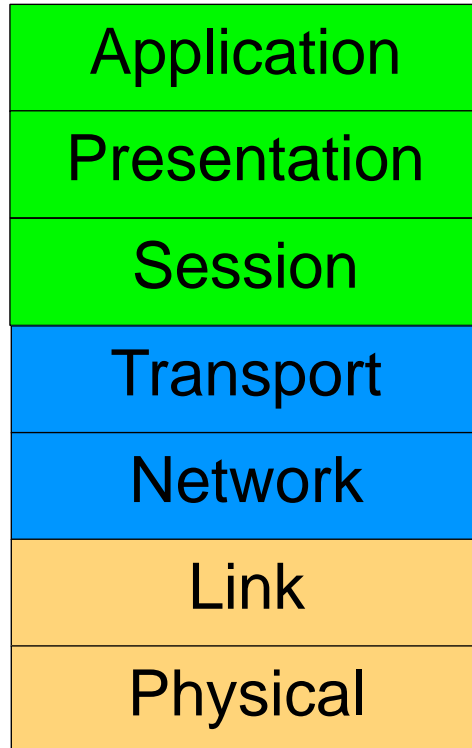 Application
Presentation
Session
Transport
Network
Link
Physical